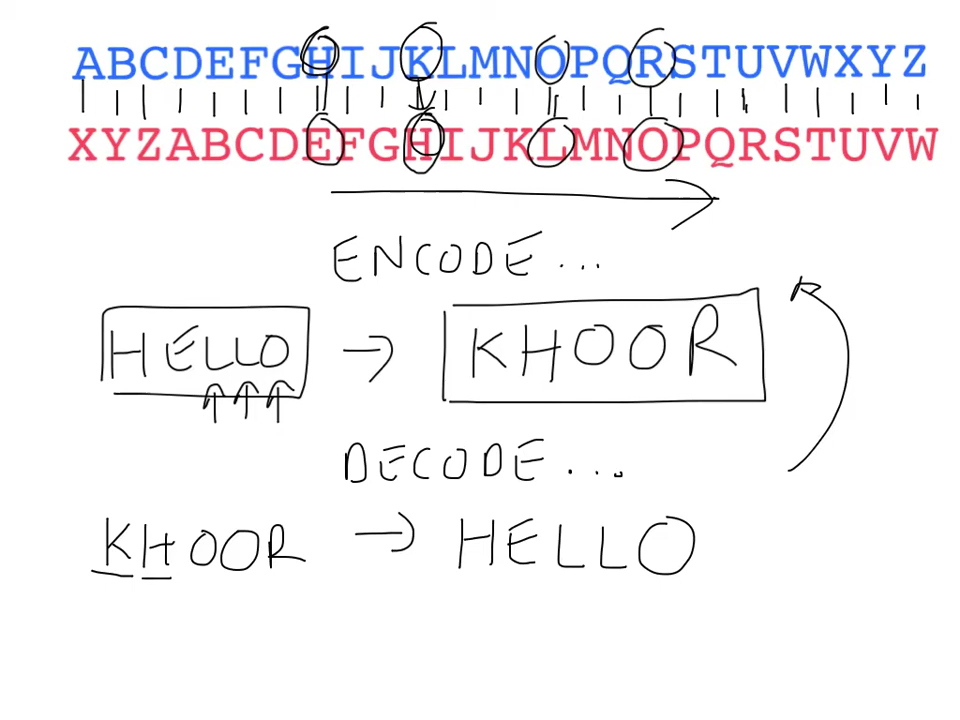 ABCDEFGHIJKLMNOPQRSTUVWXYZ
XYZABCDEFGHIJKLMNOPQRSTUVW
ENCODE...
HELLO → KHOOR
DECODE...
KHOOR → HELLO